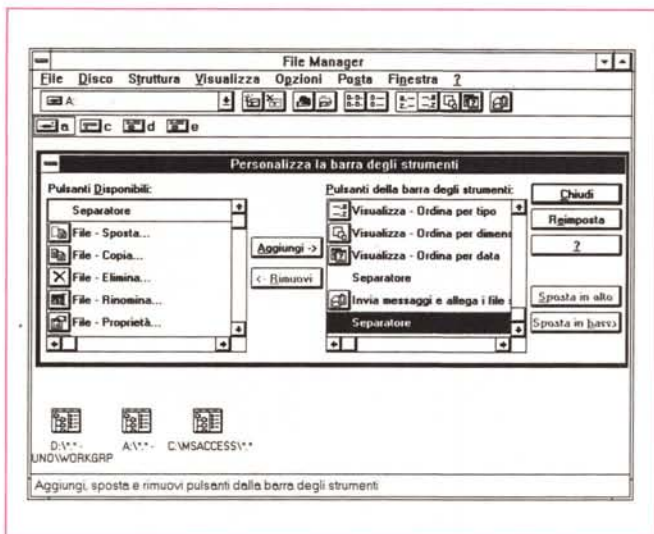 File Manager
File Disco Struttura Visualizza Opzioni Posta Finestra ?
A:
a c d e
Personalizza la barra degli strumenti
Pulsanti Disponibili:
Separatore
File - Sposta...
File - Copia...
File - Elimina...
File - Rinomina...
File - Proprietà...
Aggiungi ->
<- Rimuovi
Pulsanti della barra degli strumenti:
Visualizza - Ordina per tipo
Visualizza - Ordina per dimens
Visualizza - Ordina per data
Separatore
Invia messaggi e allega i file s
Separatore
Chiudi
Reimposta
?
Sposta in alto
Sposta in basso
D:\*.* -
UNO\WORKGRP
A:\*.* -
C:\MSACCESS\*.*
Aggiungi, sposta e rimuovi pulsanti dalla barra degli strumenti